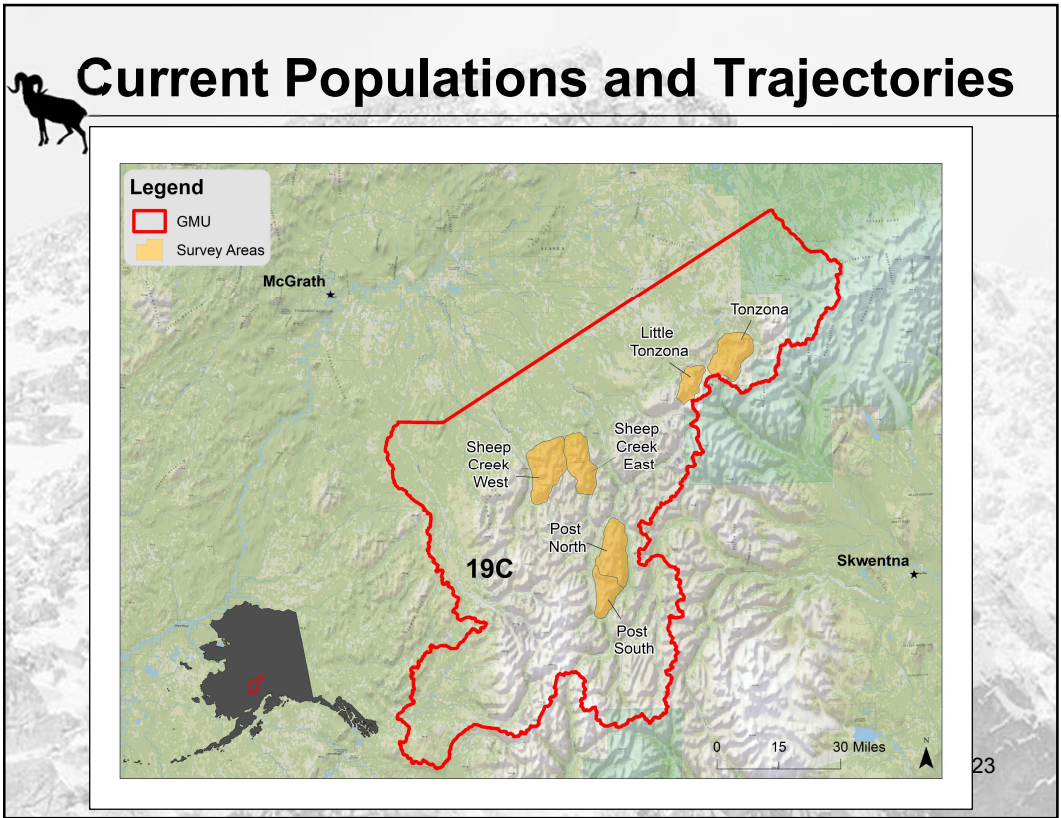 Current Populations and Trajectories
Legend
GMU
Survey Areas
McGrath
Tonzona
Little
Tonzona
Sheep
Creek
East
Sheep
Creek
West
Post
North
19C
Skwentna
Post
South
0 15 30 Miles
N
23